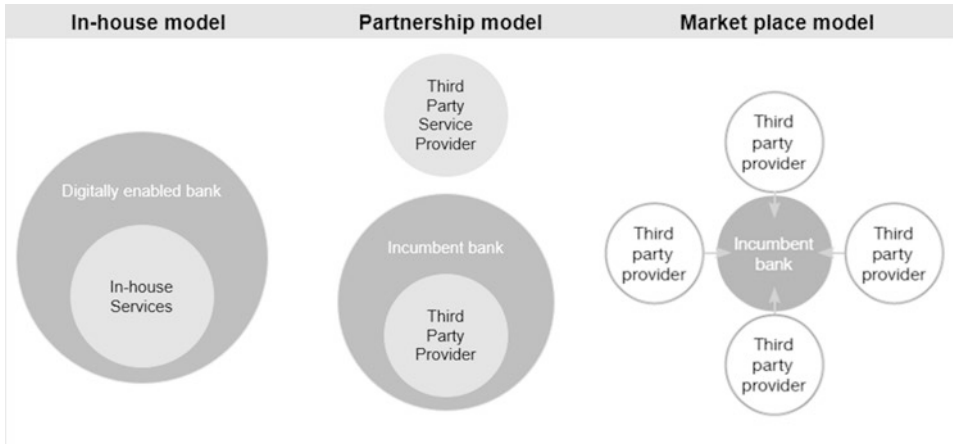 In-house model
Partnership model
Market place model
Digitally enabled bank
In-house
Services
Third
Party
Service
Provider
Incumbent bank
Third
Party
Provider
Third
party
provider
Third
party
provider
Incumbent
bank
Third
party
provider
Third
party
provider